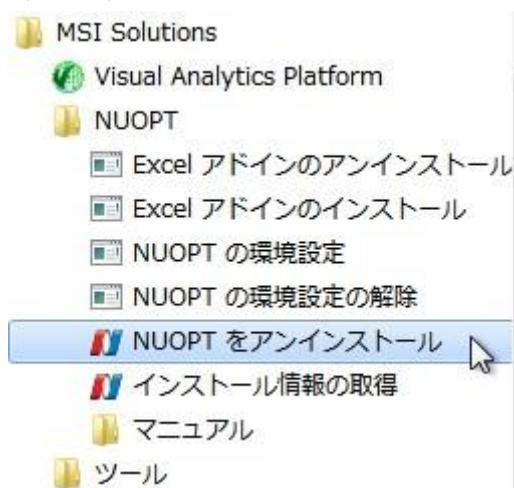 MSI Solutions
Visual Analytics Platform
NUOPT
Excel アドインのアンインストール
Excel アドインのインストール
NUOPT の環境設定
NUOPT の環境設定の解除
NUOPT をアンインストール
インストール情報の取得
マニュアル
ツール